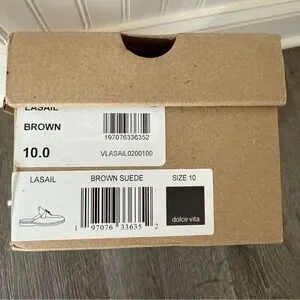 LASAIL
BROWN
197076336352
10.0
VLASAIL0200100
LASAIL BROWN SUEDE SIZE 10
dolce vita
1 97076 33635 2